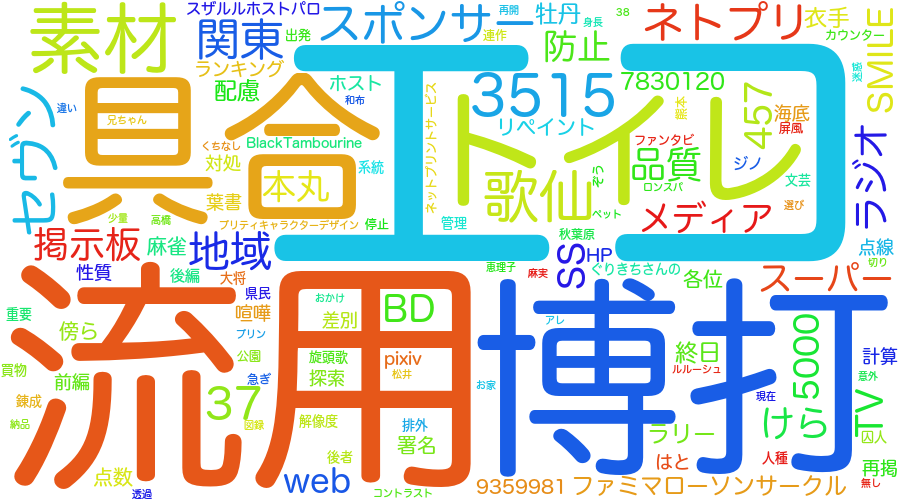 スザルルホストパロ
スポンサー
再開
牡丹
身長
38
ネトプリ
衣手
カウンター
SMILE
素材
関東
出発
連作
防止
迷惑
ランキング
ホスト
配慮
和布
3515
7830120
熊本
457
海底
屏風
セヴン
違い
具合
兄ちゃん
エロ
トイレ
くちなし
対処
BlackTambourine
系統
ネットプリントサービス
リペイント
ファンタビ
品質
ロンスパ
ジノ
文芸
ラジオ
葉書
本丸
歌仙
ぞう
ペット
選び
少量
高橋
プリティキャラクターデザイン
停止
管理
メディア
掲示板
麻雀
地域
秋葉原
点線
切り
性質
後編
大将
恵理子
麻実
SS
HP
ぐりきちさんの
各位
スーパー
流用
博打
県民
おかけ
重要
傍ら
喧嘩
差別
BD
アレ
プリン
終日
5000
計算
買物
前編
公園
旋頭歌
pixiv
ルルーシュ
急ぎ
探索
松井
お家
現在
意外
TV
錬成
37
図録
解像度
排外
署名
ラリー
けら
囚人
納品
後者
点数
透過
web
コントラスト
はと
人種
再掲
無し
9359981
ファミマローソンサークル